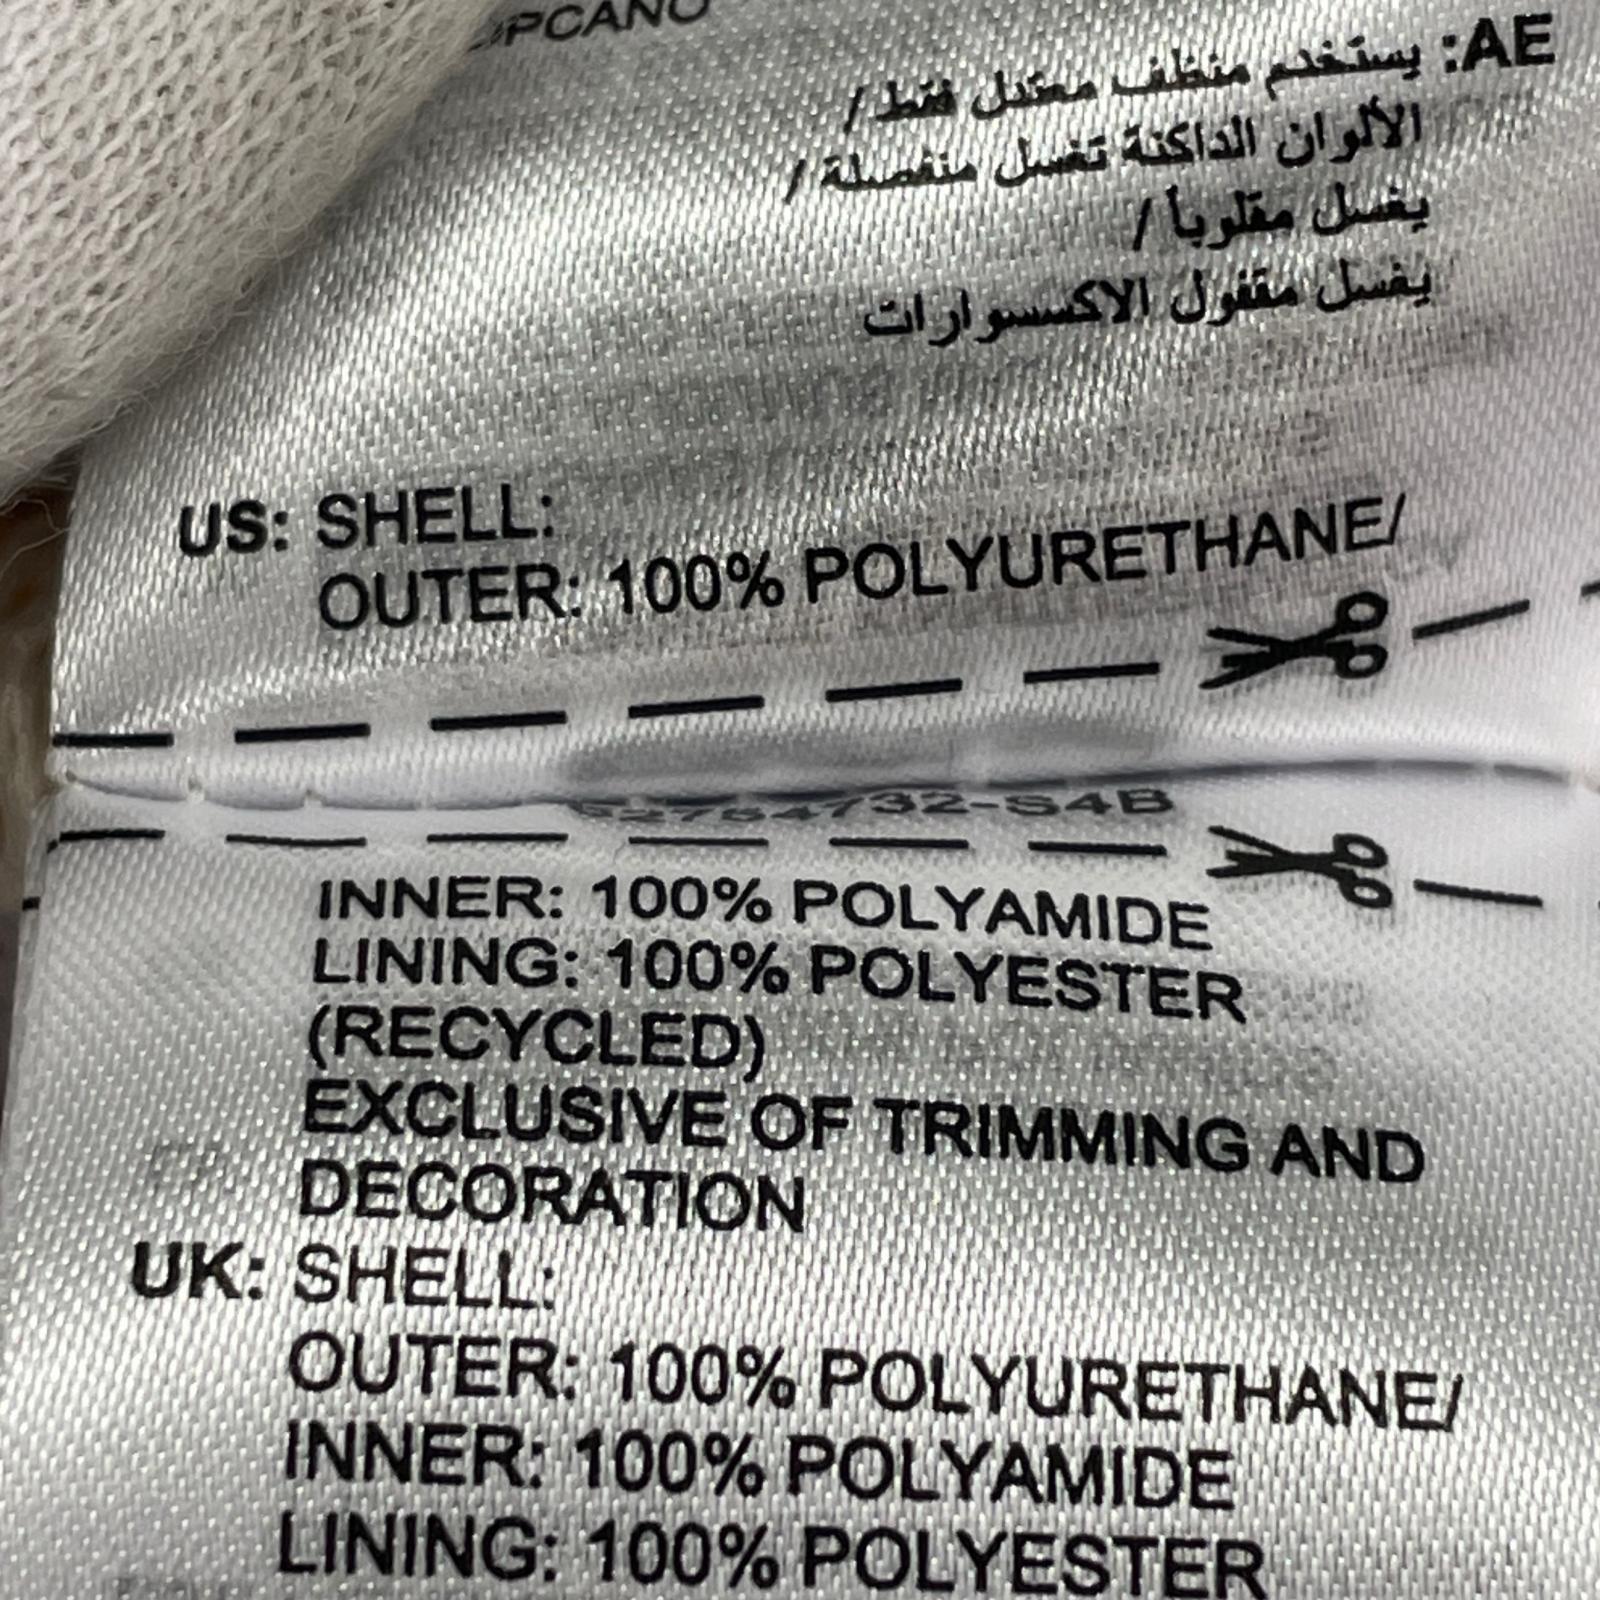 AE: يستخدم منظف معتدل فقط /
الألوان الداكنة تغسل منفصلة /
يغسل مقلوباً /
يغسل مقفول الاكسسوارات
US: SHELL:
OUTER: 100% POLYURETHANE/
32-S4B
INNER: 100% POLYAMIDE
LINING: 100% POLYESTER
(RECYCLED)
EXCLUSIVE OF TRIMMING AND
DECORATION
UK: SHELL:
OUTER: 100% POLYURETHANE/
INNER: 100% POLYAMIDE
LINING: 100% POLYESTER